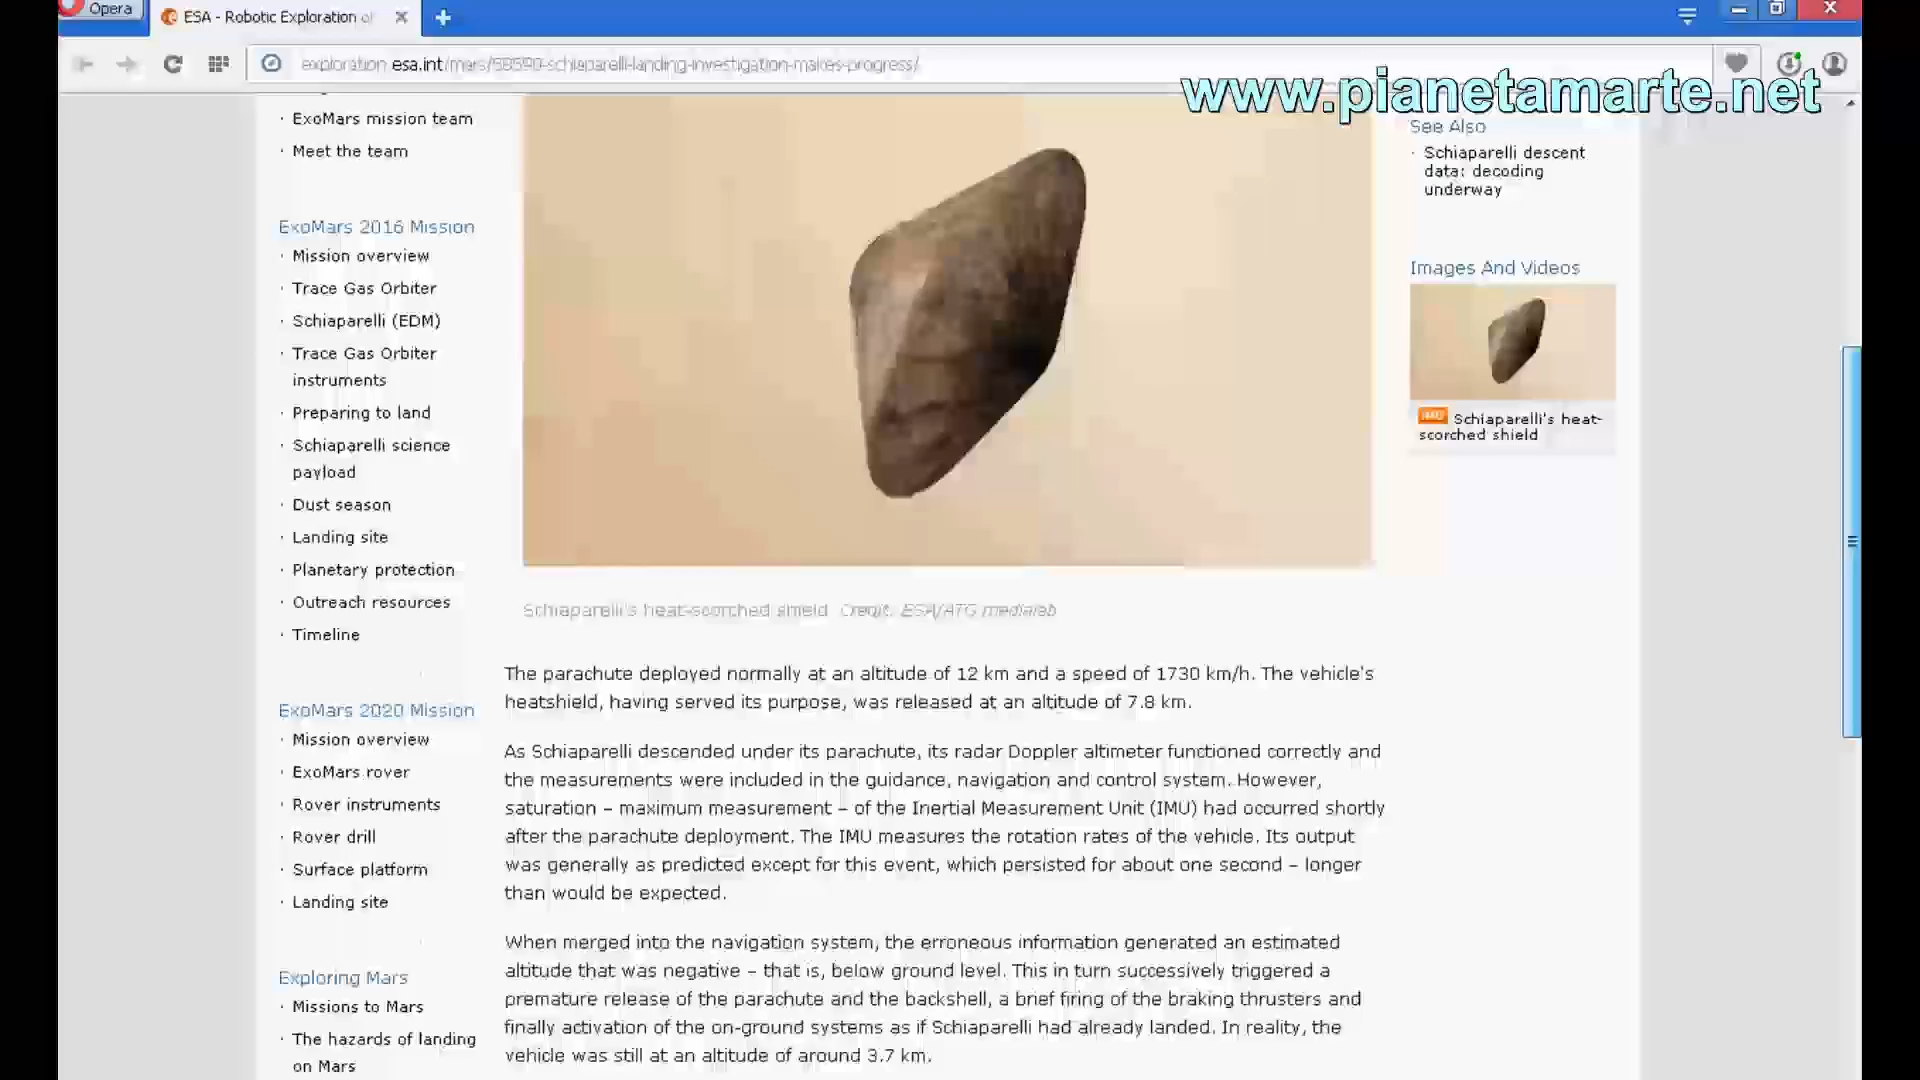 Opera
ESA - Robotic Exploration of
exploration.esa.int/mars/58590-schiaparelli-landing-investigation-makes-progress/
www.pianetamarte.net
· ExoMars mission team
· Meet the team
ExoMars 2016 Mission
· Mission overview
· Trace Gas Orbiter
· Schiaparelli (EDM)
· Trace Gas Orbiter
instruments
· Preparing to land
· Schiaparelli science
payload
· Dust season
· Landing site
· Planetary protection
· Outreach resources
· Timeline
ExoMars 2020 Mission
· Mission overview
· ExoMars rover
· Rover instruments
· Rover drill
· Surface platform
· Landing site
Exploring Mars
· Missions to Mars
· The hazards of landing
on Mars
Schiaparelli's heat-scorched shield. Credit: ESA/ATG medialab
The parachute deployed normally at an altitude of 12 km and a speed of 1730 km/h. The vehicle's
heatshield, having served its purpose, was released at an altitude of 7.8 km.
As Schiaparelli descended under its parachute, its radar Doppler altimeter functioned correctly and
the measurements were included in the guidance, navigation and control system. However,
saturation – maximum measurement – of the Inertial Measurement Unit (IMU) had occurred shortly
after the parachute deployment. The IMU measures the rotation rates of the vehicle. Its output
was generally as predicted except for this event, which persisted for about one second – longer
than would be expected.
When merged into the navigation system, the erroneous information generated an estimated
altitude that was negative – that is, below ground level. This in turn successively triggered a
premature release of the parachute and the backshell, a brief firing of the braking thrusters and
finally activation of the on-ground systems as if Schiaparelli had already landed. In reality, the
vehicle was still at an altitude of around 3.7 km.
See Also
· Schiaparelli descent
data: decoding
underway
Images And Videos
Schiaparelli's heat-
scorched shield